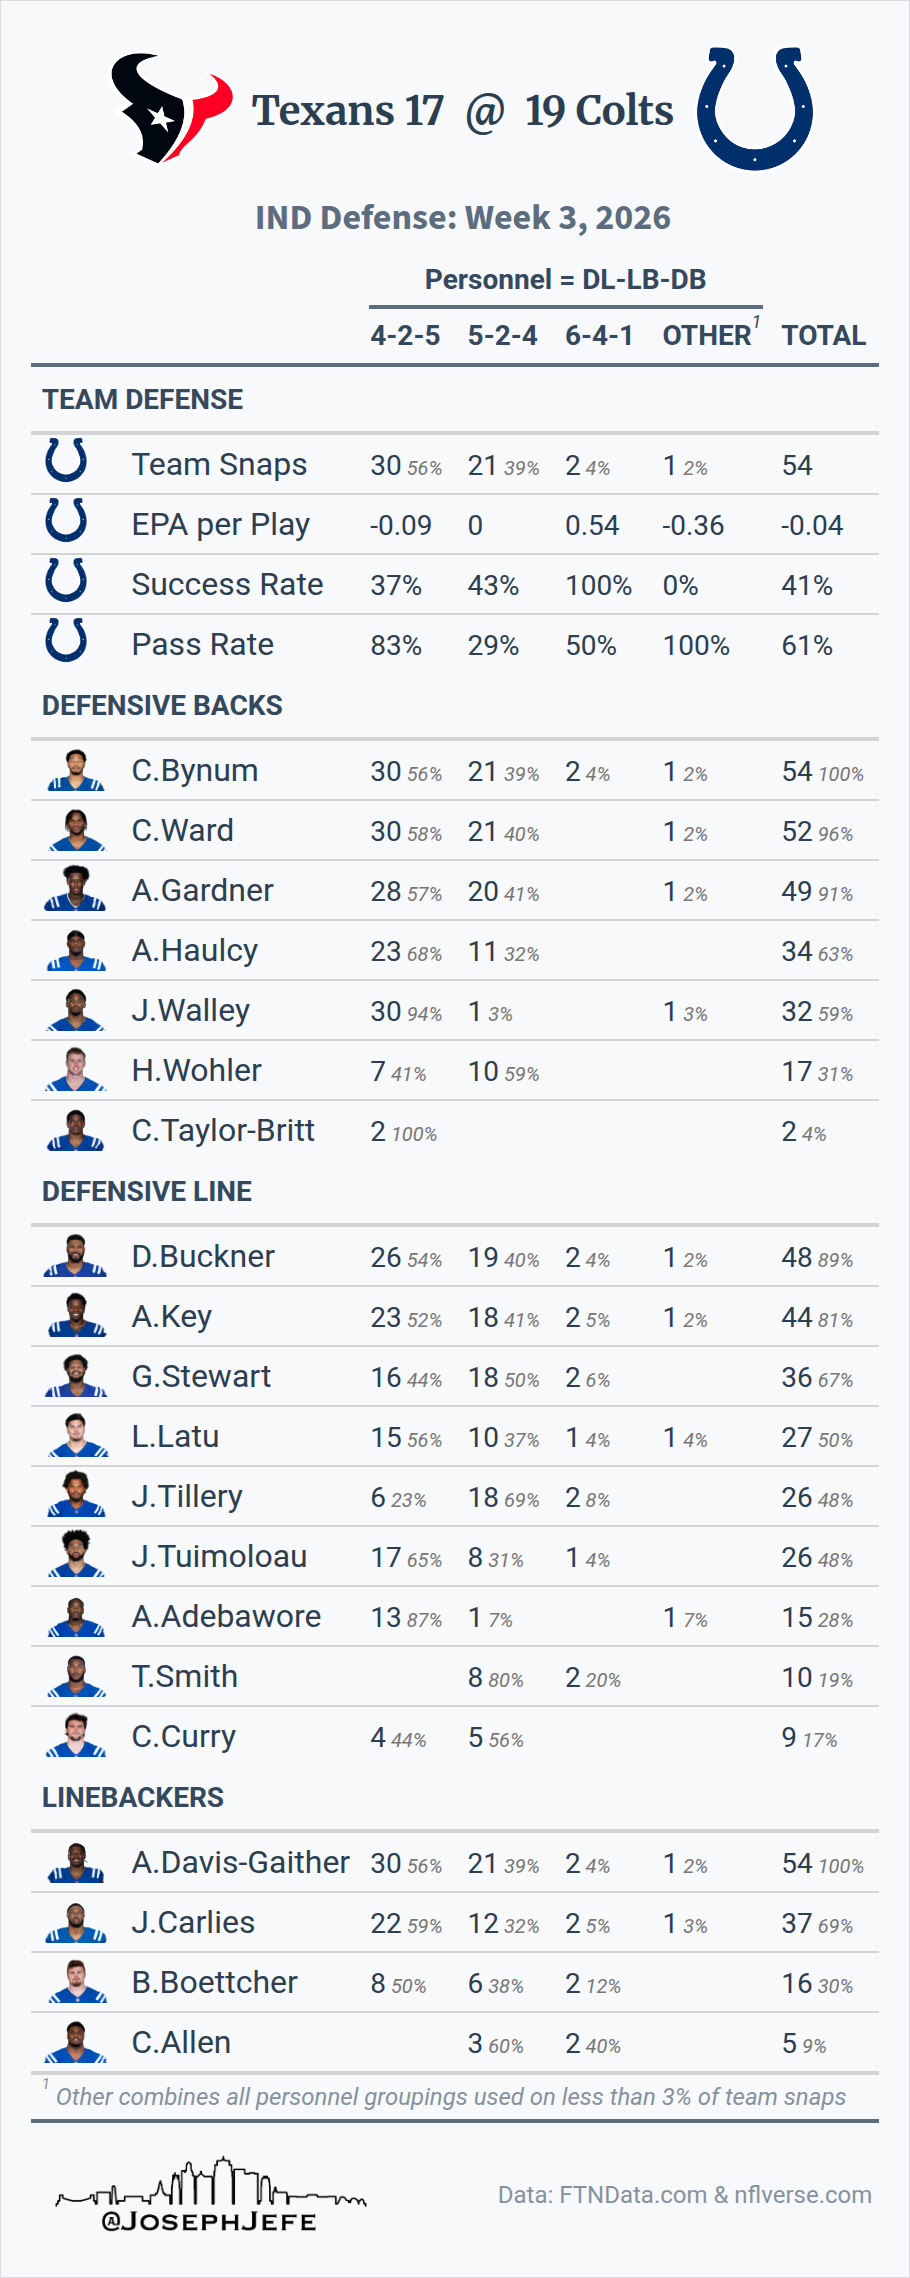 Texans 17 @ 19 Colts
IND Defense: Week 3, 2026
Personnel = DL-LB-DB
4-2-5 5-2-4 6-4-1 OTHER1 TOTAL
TEAM DEFENSE
Team Snaps 30 56% 21 39% 2 4% 1 2% 54
EPA per Play -0.09 0 0.54 -0.36 -0.04
Success Rate 37% 43% 100% 0% 41%
Pass Rate 83% 29% 50% 100% 61%
DEFENSIVE BACKS
C.Bynum 30 56% 21 39% 2 4% 1 2% 54 100%
C.Ward 30 58% 21 40% 1 2% 52 96%
A.Gardner 28 57% 20 41% 1 2% 49 91%
A.Haulcy 23 68% 11 32% 34 63%
J.Walley 30 94% 1 3% 1 3% 32 59%
H.Wohler 7 41% 10 59% 17 31%
C.Taylor-Britt 2 100% 2 4%
DEFENSIVE LINE
D.Buckner 26 54% 19 40% 2 4% 1 2% 48 89%
A.Key 23 52% 18 41% 2 5% 1 2% 44 81%
G.Stewart 16 44% 18 50% 2 6% 36 67%
L.Latu 15 56% 10 37% 1 4% 1 4% 27 50%
J.Tillery 6 23% 18 69% 2 8% 26 48%
J.Tuimoloau 17 65% 8 31% 1 4% 26 48%
A.Adebawore 13 87% 1 7% 1 7% 15 28%
T.Smith 8 80% 2 20% 10 19%
C.Curry 4 44% 5 56% 9 17%
LINEBACKERS
A.Davis-Gaither 30 56% 21 39% 2 4% 1 2% 54 100%
J.Carlies 22 59% 12 32% 2 5% 1 3% 37 69%
B.Boettcher 8 50% 6 38% 2 12% 16 30%
C.Allen 3 60% 2 40% 5 9%
1 Other combines all personnel groupings used on less than 3% of team snaps
@JosephJefe
Data: FTNData.com & nflverse.com